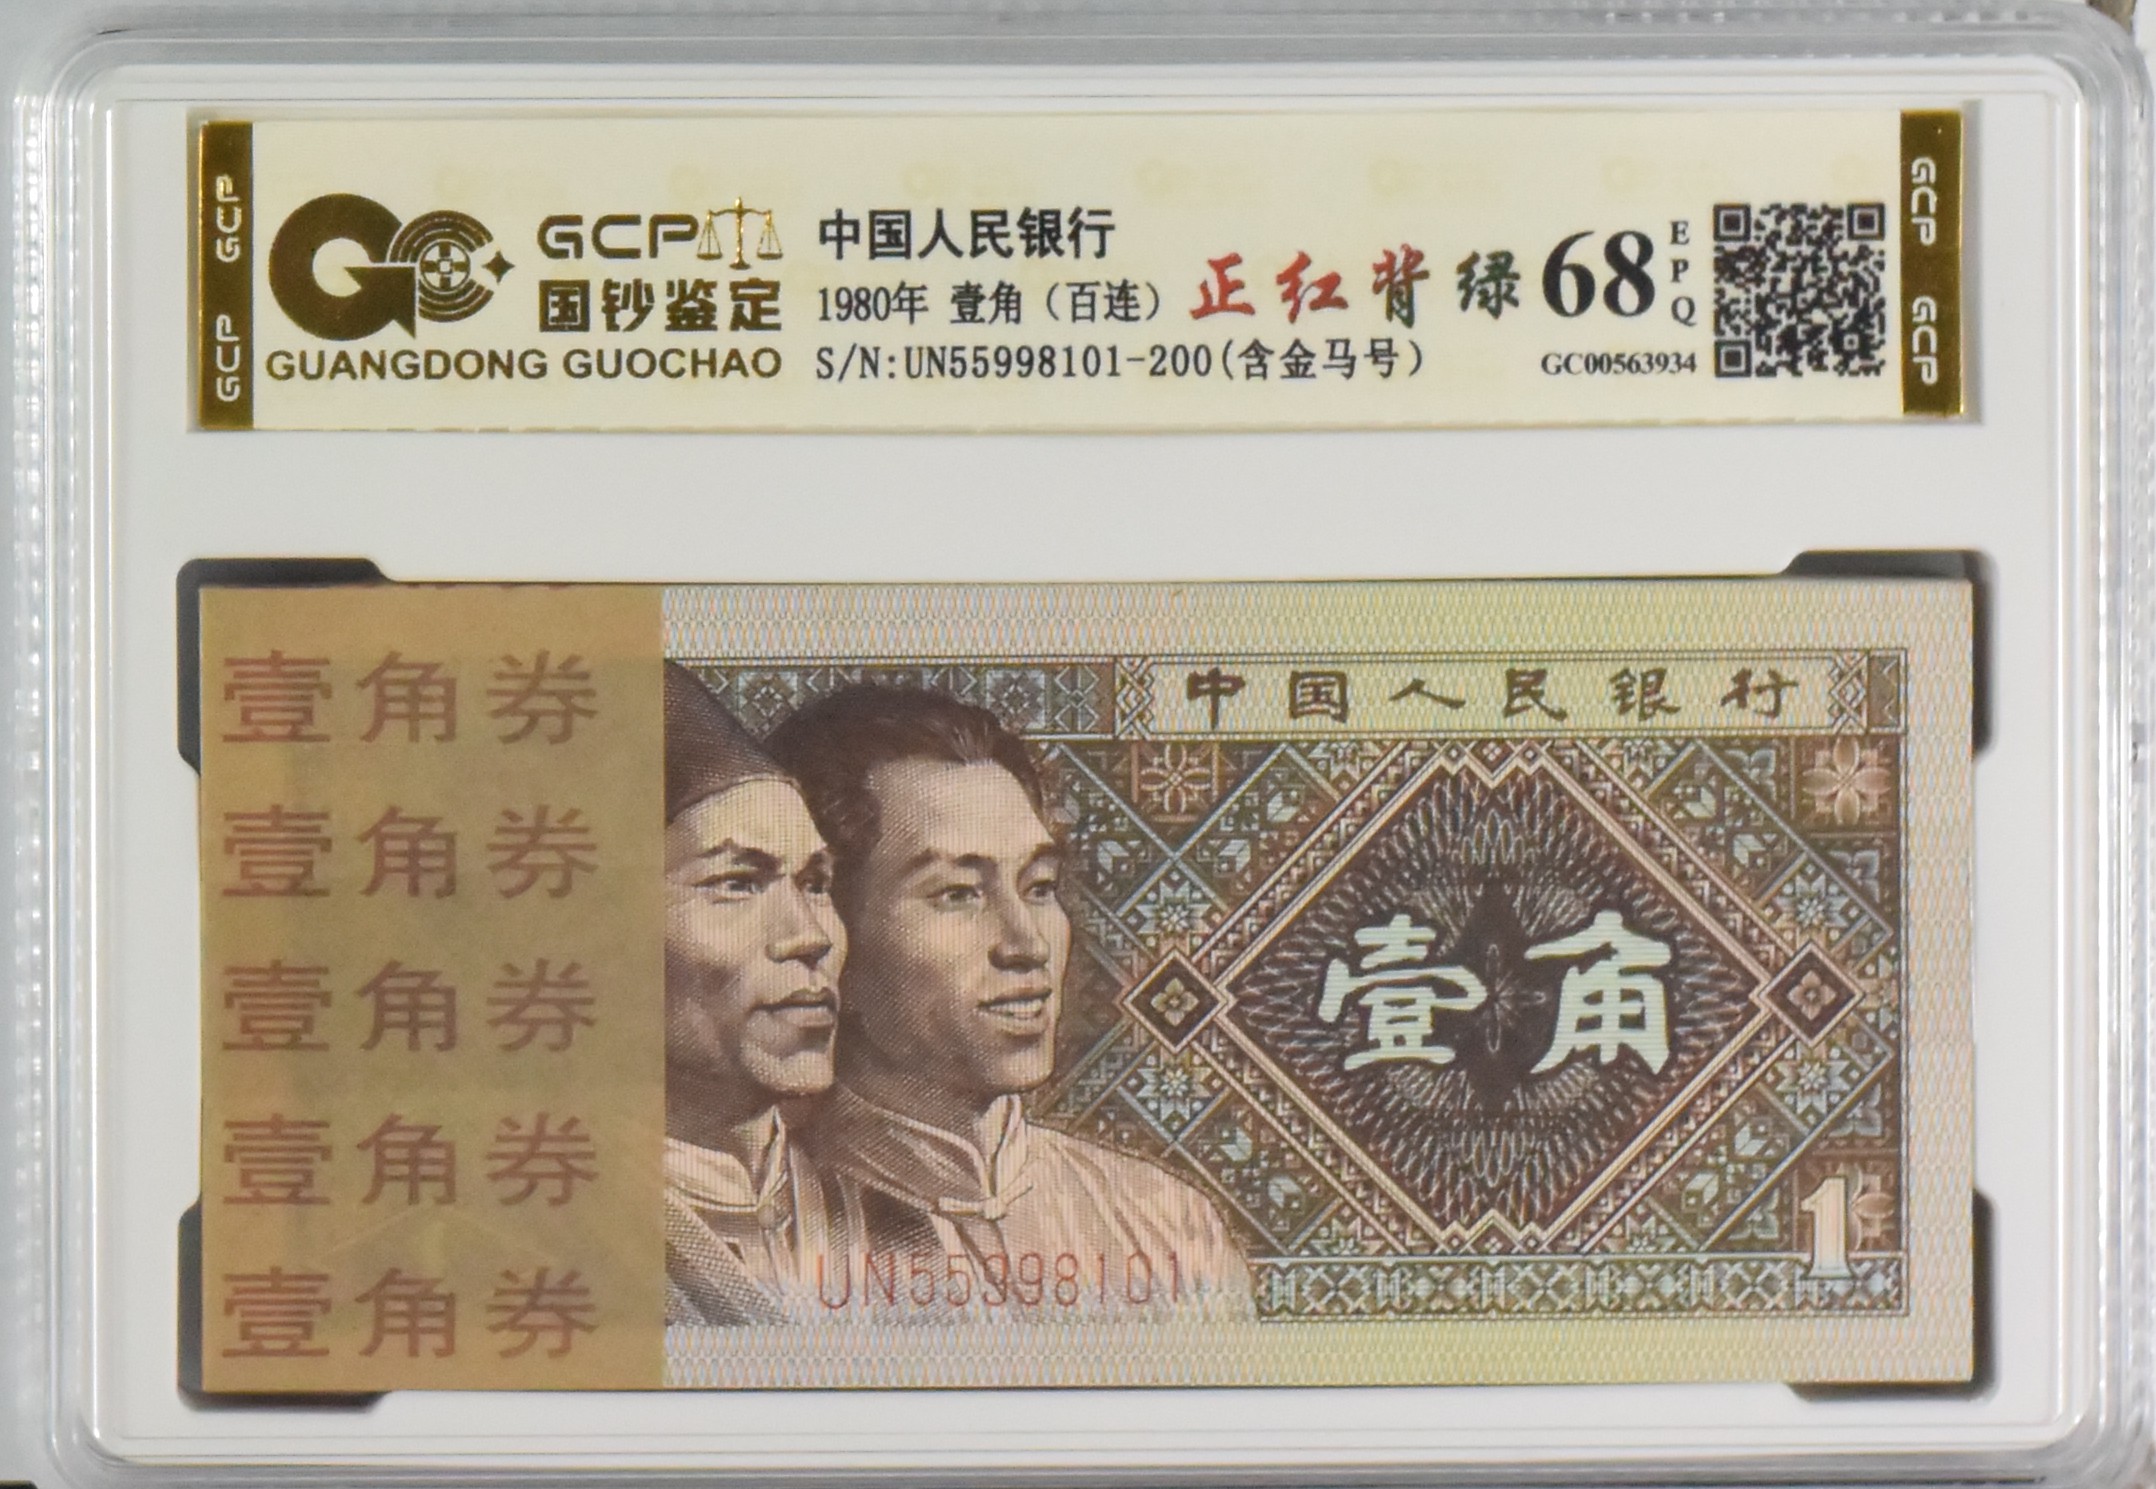 GCP GCP
GCP
国钞鉴定
GUANGDONG GUOCHAO
中国人民银行
1980年 壹角（百连）
正红背绿
S/N:UN55998101-200(含金马号)
68
EPQ
GC00563934
GCP GCP
壹角券
壹角券
壹角券
壹角券
壹角券
中国人民银行
壹角
1
UN55998101